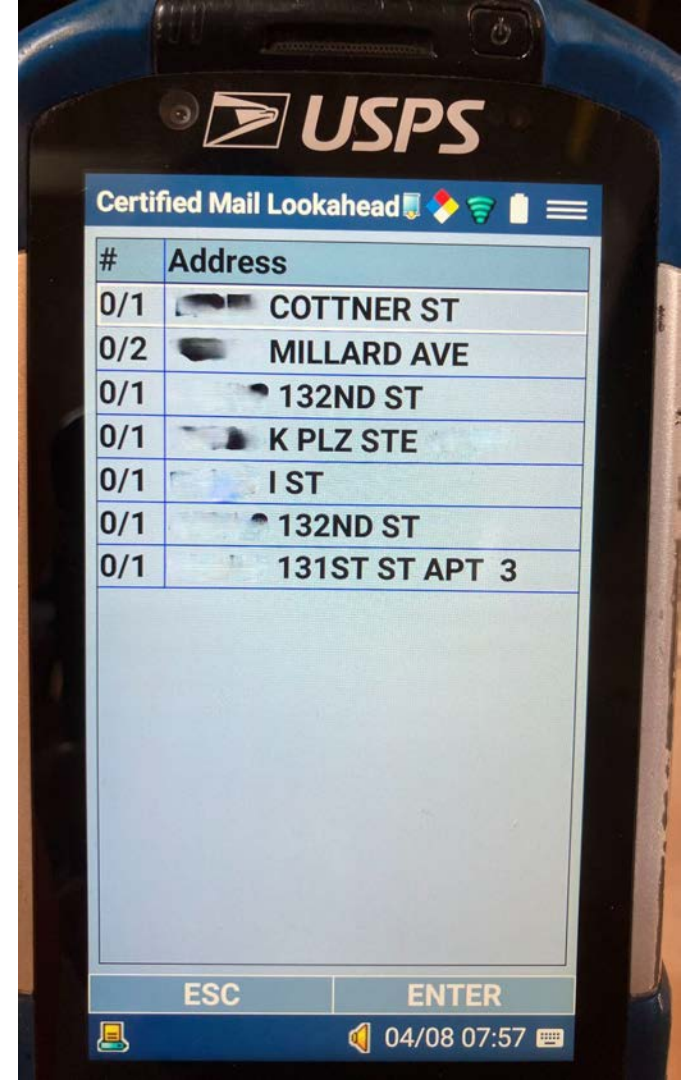 USPS
Certified Mail Lookahead
# Address
0/1 COTTNER ST
0/2 MILLARD AVE
0/1 132ND ST
0/1 K PLZ STE
0/1 I ST
0/1 132ND ST
0/1 131ST ST APT 3
ESC ENTER
04/08 07:57